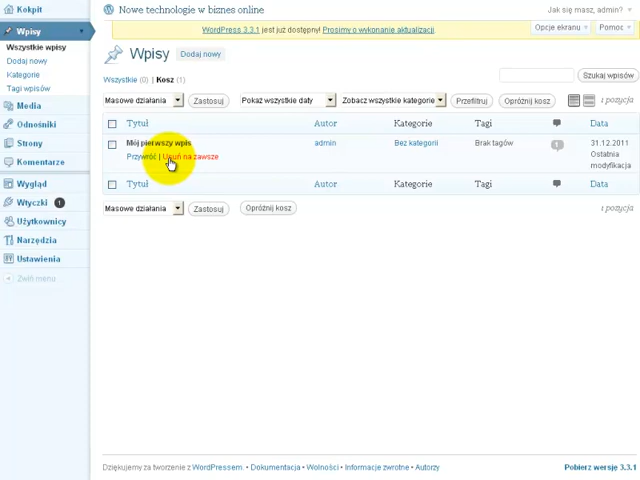 Kokpit
Wpisy
Wszystkie wpisy
Dodaj nowy
Kategorie
Tagi wpisów
Media
Odnośniki
Strony
Komentarze
Wygląd
Wtyczki 1
Użytkownicy
Narzędzia
Ustawienia
Zwiń menu
Nowe technologie w biznes online
Jak się masz, admin?
WordPress 3.3.1 jest już dostępny! Prosimy o wykonanie aktualizacji.
Opcje ekranu
Pomoc
Wpisy Dodaj nowy
Wszystkie (0) | Kosz (1)
Szukaj wpisów
Masowe działania Zastosuj Pokaż wszystkie daty Zobacz wszystkie kategorie Przefiltruj Opróżnij kosz 1 pozycja
Tytuł Autor Kategorie Tagi Data
Mój pierwszy wpis admin Bez kategorii Brak tagów 1 31.12.2011
Przywróć | Usuń na zawsze Ostatnia
modyfikacja
Tytuł Autor Kategorie Tagi Data
Masowe działania Zastosuj Opróżnij kosz 1 pozycja
Dziękujemy za tworzenie z WordPressem. • Dokumentacja • Wolności • Informacje zwrotne • Autorzy
Pobierz wersję 3.3.1